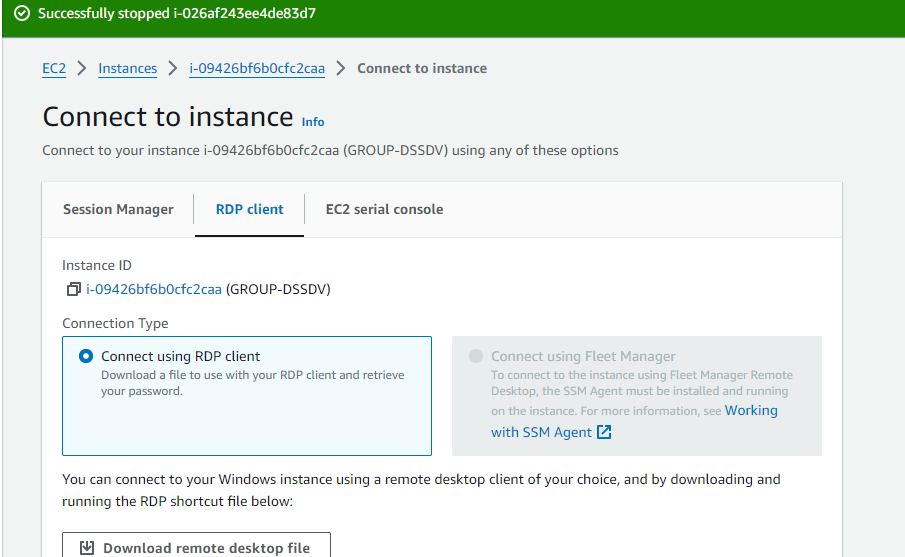 Successfully stopped i-026af243ee4de83d7
EC2 > Instances > i-09426bf6b0cfc2caa > Connect to instance
Connect to instance Info
Connect to your instance i-09426bf6b0cfc2caa (GROUP-DSSDV) using any of these options
Session Manager RDP client EC2 serial console
Instance ID
i-09426bf6b0cfc2caa (GROUP-DSSDV)
Connection Type
Connect using RDP client
Download a file to use with your RDP client and retrieve
your password.
Connect using Fleet Manager
To connect to the instance using Fleet Manager Remote
Desktop, the SSM Agent must be installed and running
on the instance. For more information, see Working
with SSM Agent
You can connect to your Windows instance using a remote desktop client of your choice, and by downloading and
running the RDP shortcut file below:
Download remote desktop file